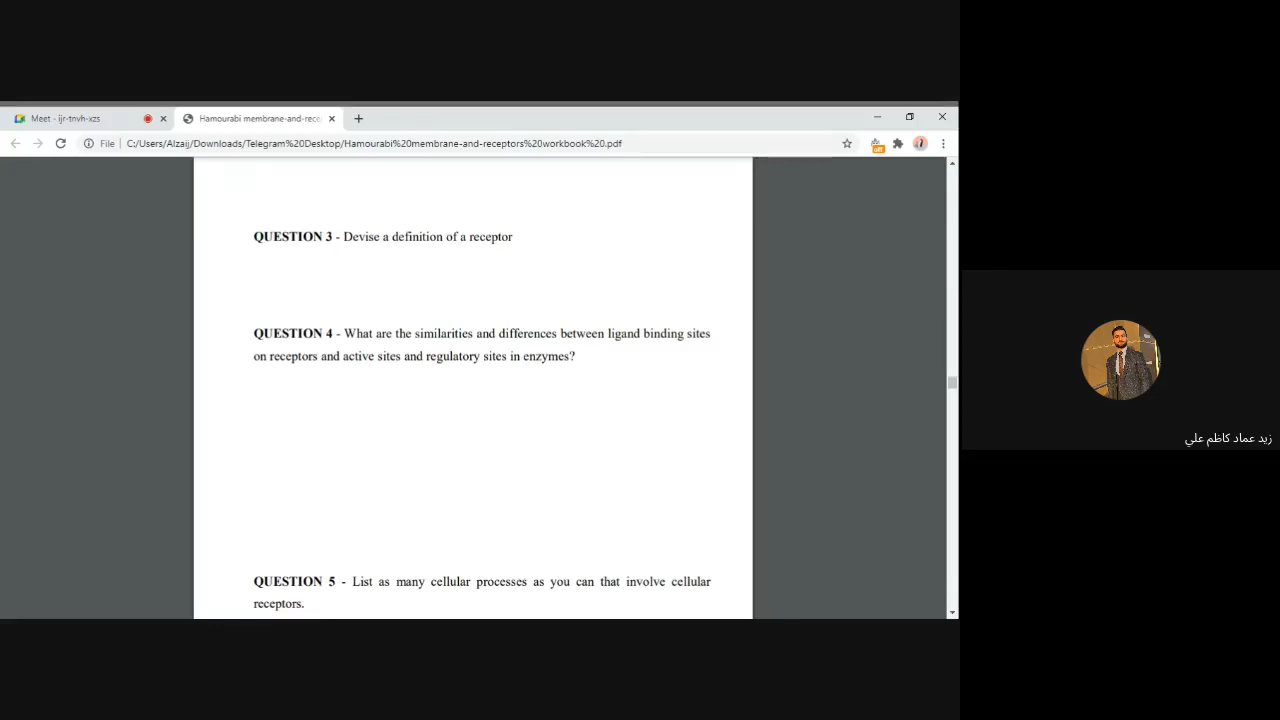 Meet - ijr-tnvh-xzs
Hamourabi membrane-and-rece
File
C:/Users/Alzaij/Downloads/Telegram%20Desktop/Hamourabi%20membrane-and-receptors%20workbook%20.pdf
off
QUESTION 3 - Devise a definition of a receptor
QUESTION 4 - What are the similarities and differences between ligand binding sites
on receptors and active sites and regulatory sites in enzymes?
QUESTION 5 - List as many cellular processes as you can that involve cellular
receptors.
زيد عماد كاظم علي